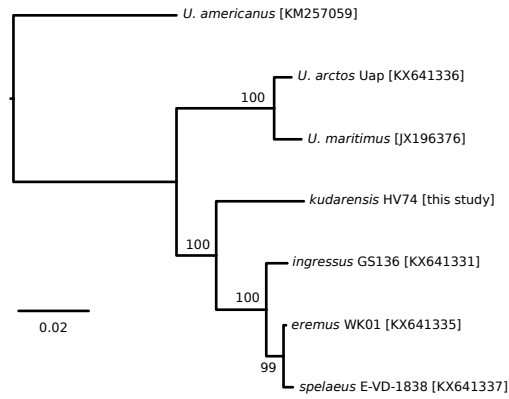 U. americanus [KM257059]
U. arctos Uap [KX641336]
100
U. maritimus [JX196376]
kudarensis HV74 [this study]
100
ingressus GS136 [KX641331]
100
eremus WK01 [KX641335]
0.02
99
spelaeus E-VD-1838 [KX641337]